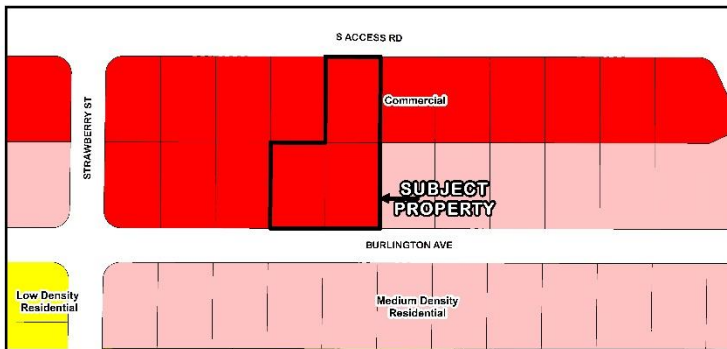 S ACCESS RD
STRAWBERRY ST
Commercial
SUBJECT
PROPERTY
BURLINGTON AVE
Low Density
Residential
Medium Density
Residential